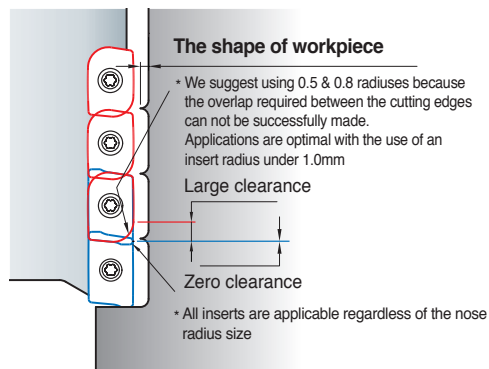 The shape of workpiece
* We suggest using 0.5 & 0.8 radiuses because
the overlap required between the cutting edges
can not be successfully made.
Applications are optimal with the use of an
insert radius under 1.0mm
Large clearance
Zero clearance
* All inserts are applicable regardless of the nose
radius size